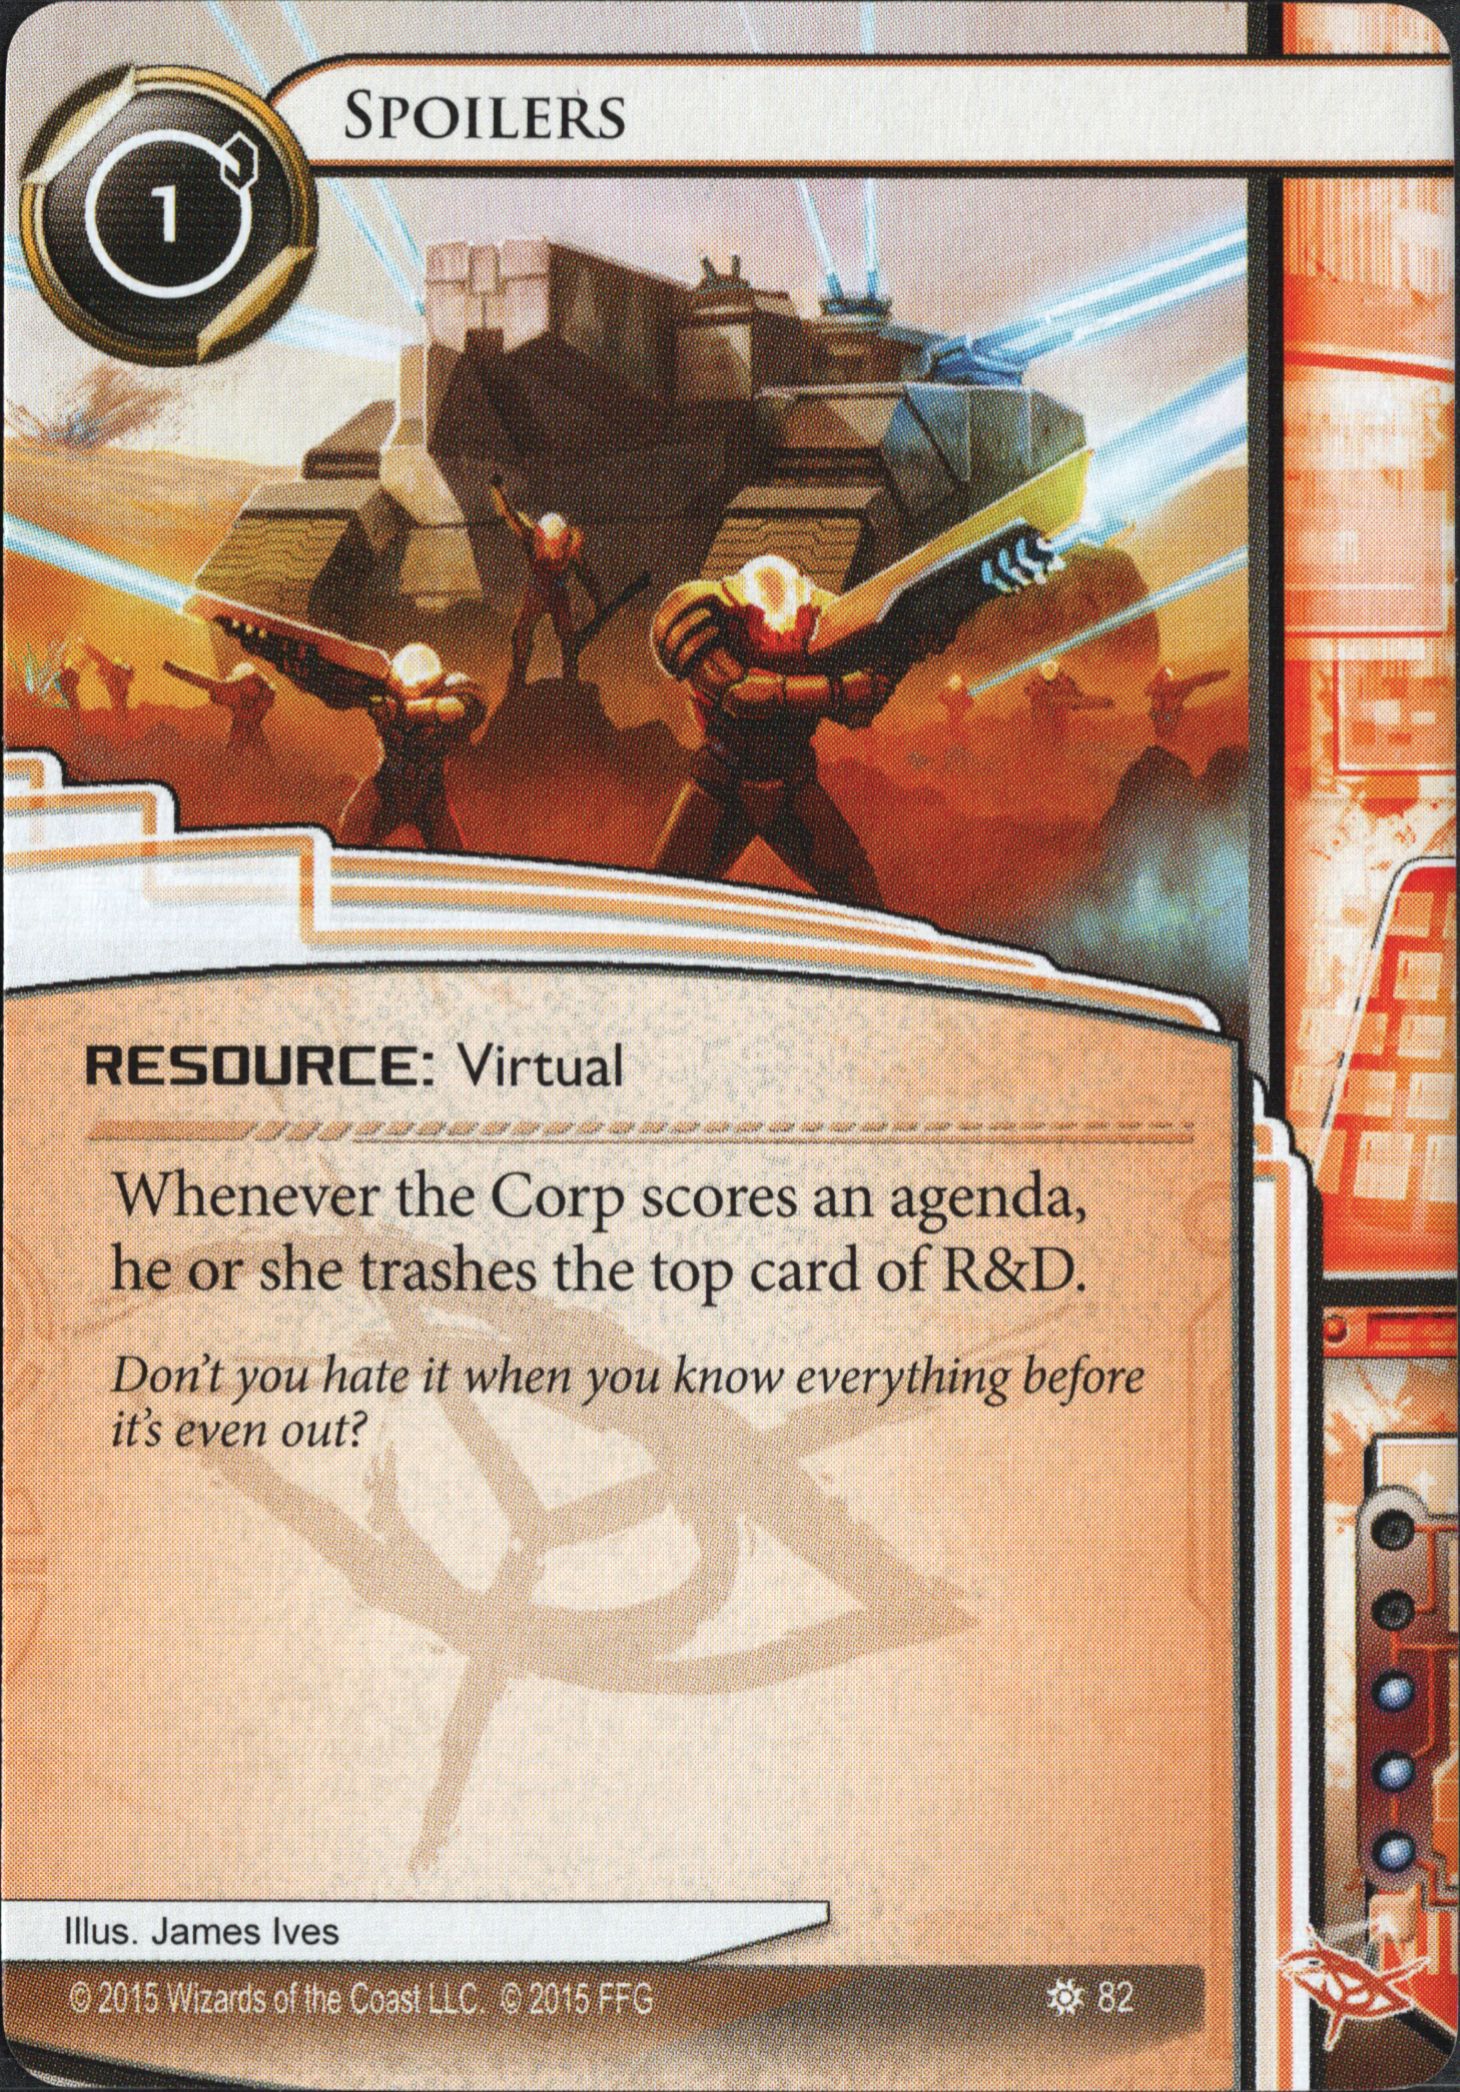 1
SPOILERS
RESOURCE: Virtual
Whenever the Corp scores an agenda,
he or she trashes the top card of R&D.
Don't you hate it when you know everything before
it's even out?
Illus. James Ives
© 2015 Wizards of the Coast LLC. © 2015 FFG
82